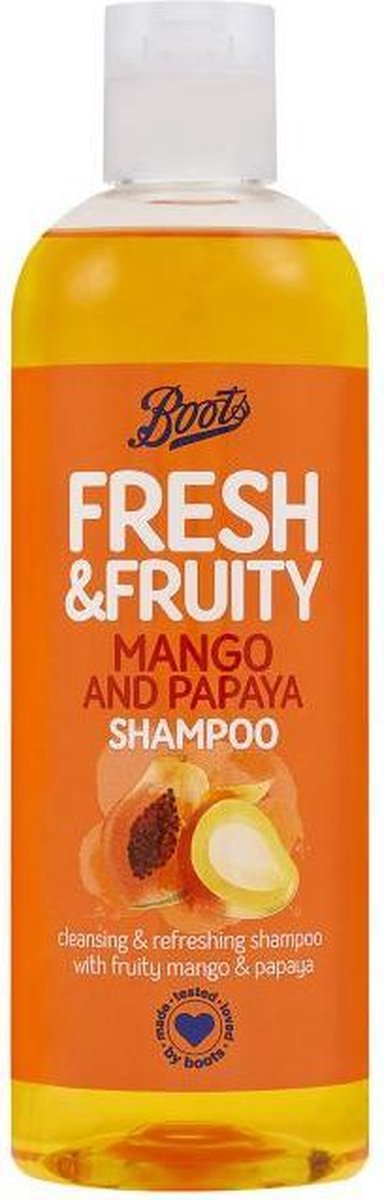 Boots
FRESH
&FRUITY
MANGO
AND PAPAYA
SHAMPOO
cleansing & refreshing shampoo
with fruity mango & papaya
made • tested • loved
• by boots •